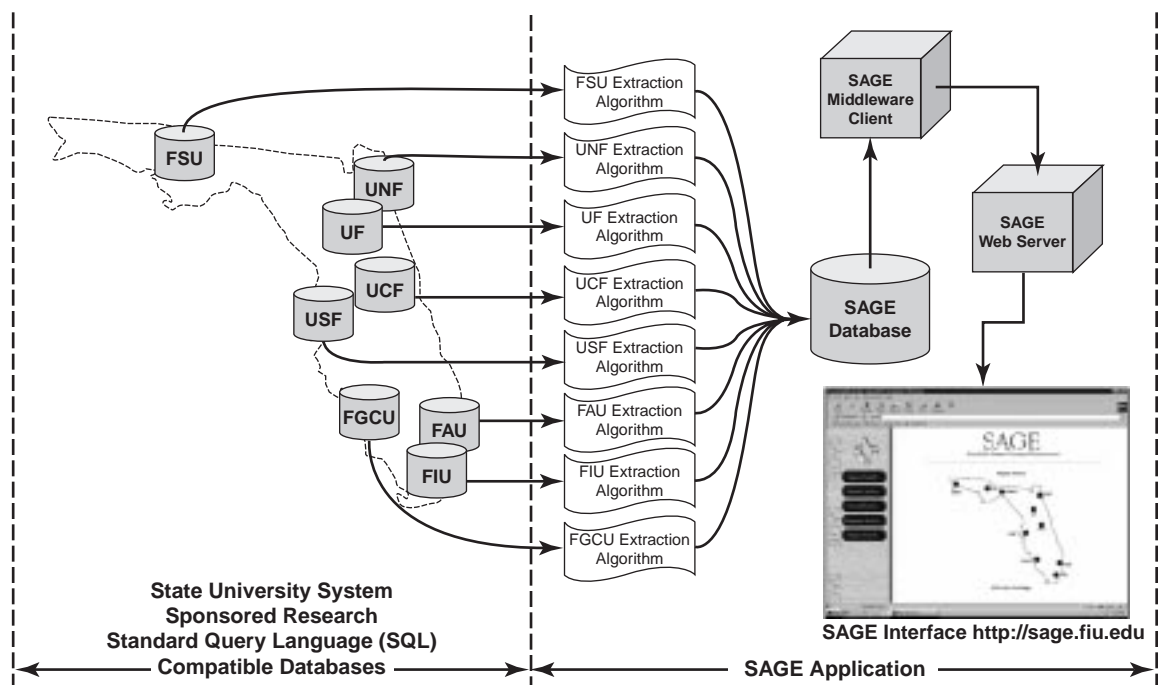 FSU
UNF
UF
UCF
USF
FGCU
FAU
FIU
FSU Extraction
Algorithm
UNF Extraction
Algorithm
UF Extraction
Algorithm
UCF Extraction
Algorithm
USF Extraction
Algorithm
FAU Extraction
Algorithm
FIU Extraction
Algorithm
FGCU Extraction
Algorithm
SAGE
Middleware
Client
SAGE
Web Server
SAGE
Database
SAGE
SAGE Interface http://sage.fiu.edu
State University System
Sponsored Research
Standard Query Language (SQL)
Compatible Databases
SAGE Application